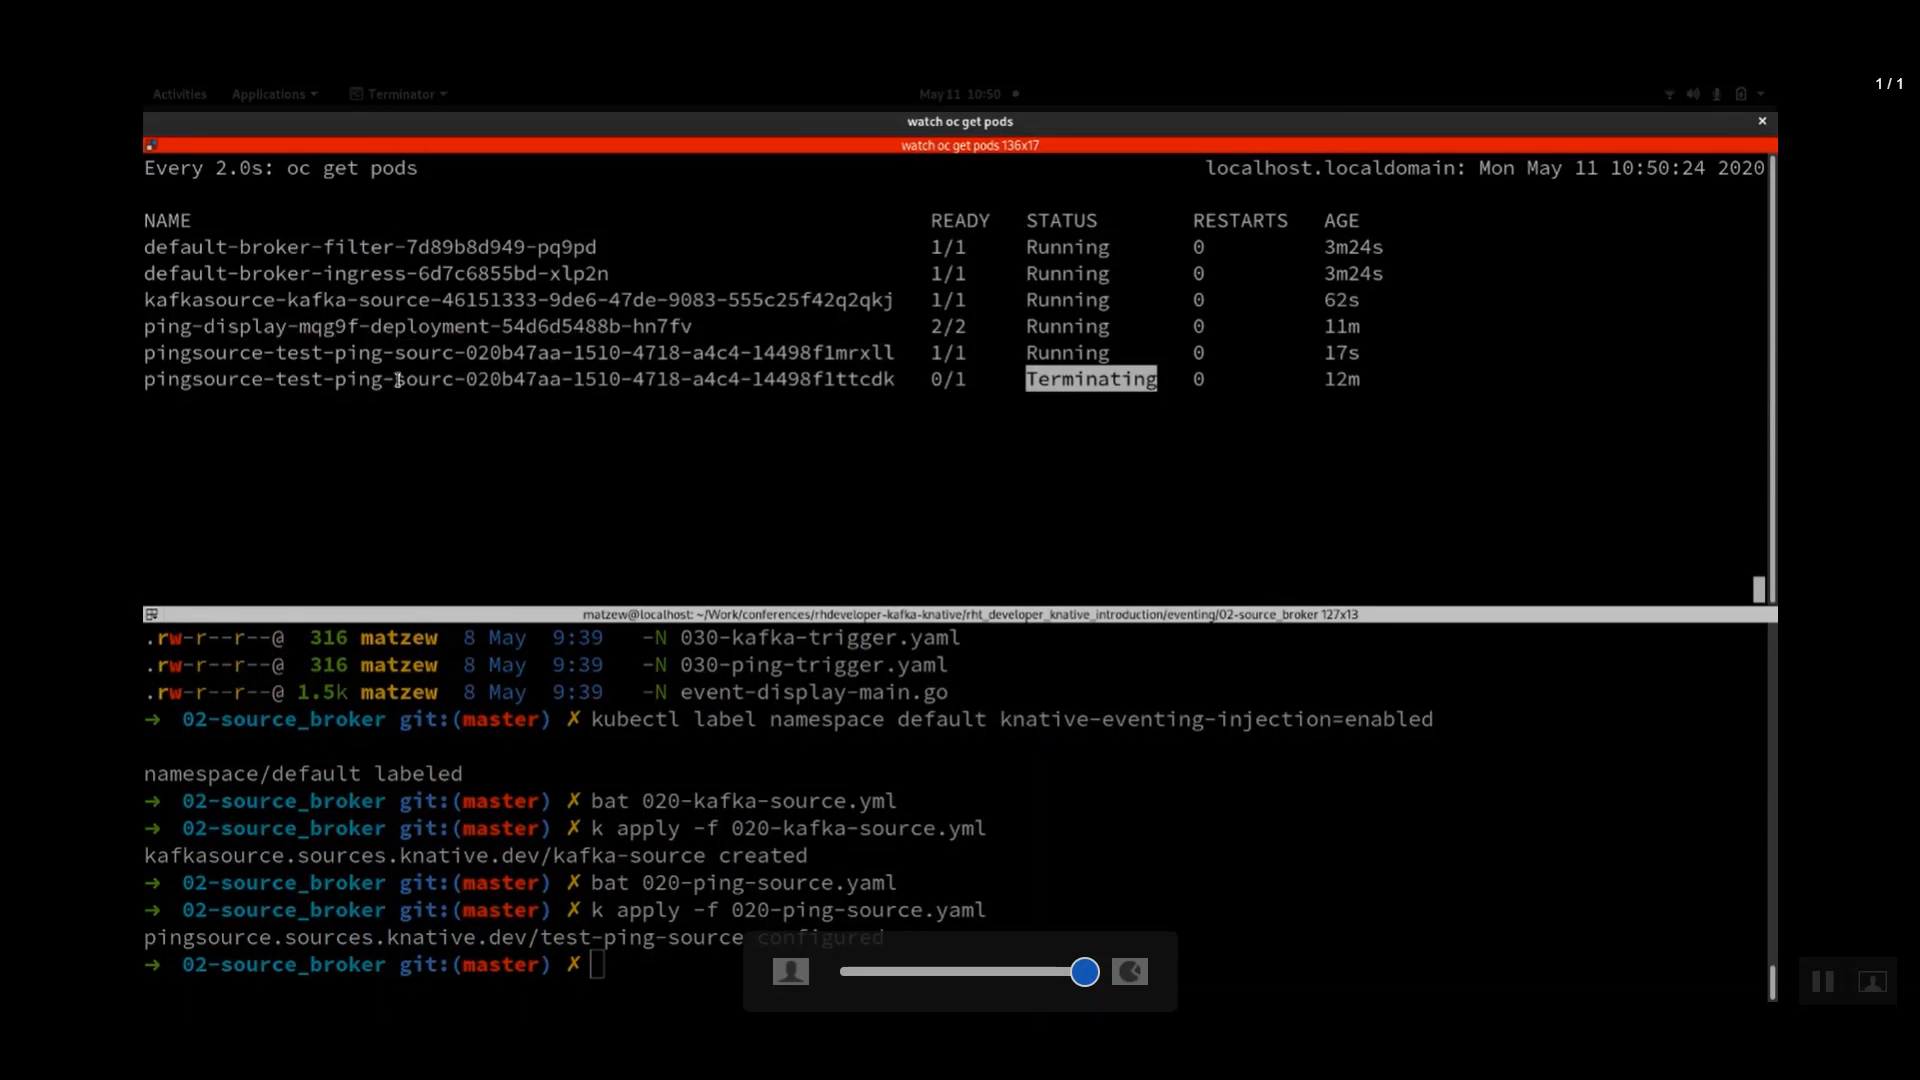 1 / 1
Activities Applications Terminator May 11 10:50
watch oc get pods
watch oc get pods 136x17
Every 2.0s: oc get pods localhost.localdomain: Mon May 11 10:50:24 2020
NAME READY STATUS RESTARTS AGE
default-broker-filter-7d89b8d949-pq9pd 1/1 Running 0 3m24s
default-broker-ingress-6d7c6855bd-xlp2n 1/1 Running 0 3m24s
kafkasource-kafka-source-46151333-9de6-47de-9083-555c25f42q2qkj 1/1 Running 0 62s
ping-display-mqg9f-deployment-54d6d5488b-hn7fv 2/2 Running 0 11m
pingsource-test-ping-sourc-020b47aa-1510-4718-a4c4-14498f1mrxll 1/1 Running 0 17s
pingsource-test-ping-sourc-020b47aa-1510-4718-a4c4-14498f1ttcdk 0/1 Terminating 0 12m
matzew@localhost: ~/Work/conferences/rhdeveloper-kafka-knative/rht_developer_knative_introduction/eventing/02-source_broker 127x13
.rw-r--r--@ 316 matzew 8 May 9:39 -N 030-kafka-trigger.yaml
.rw-r--r--@ 316 matzew 8 May 9:39 -N 030-ping-trigger.yaml
.rw-r--r--@ 1.5k matzew 8 May 9:39 -N event-display-main.go
→ 02-source_broker git:(master) ✗ kubectl label namespace default knative-eventing-injection=enabled
namespace/default labeled
→ 02-source_broker git:(master) ✗ bat 020-kafka-source.yml
→ 02-source_broker git:(master) ✗ k apply -f 020-kafka-source.yml
kafkasource.sources.knative.dev/kafka-source created
→ 02-source_broker git:(master) ✗ bat 020-ping-source.yaml
→ 02-source_broker git:(master) ✗ k apply -f 020-ping-source.yaml
pingsource.sources.knative.dev/test-ping-source configured
→ 02-source_broker git:(master) ✗